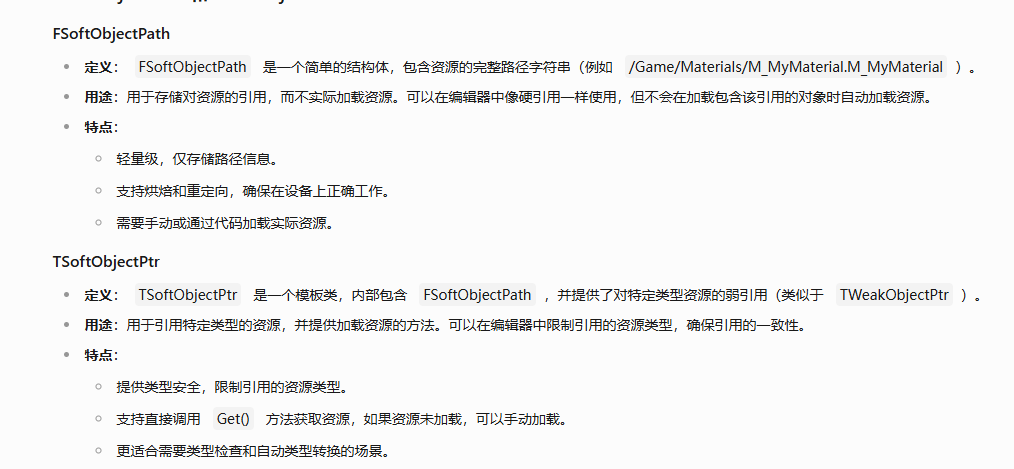 FSoftObjectPath
定义： FSoftObjectPath 是一个简单的结构体，包含资源的完整路径字符串（例如 /Game/Materials/M_MyMaterial.M_MyMaterial ）。
用途：用于存储对资源的引用，而不实际加载资源。可以在编辑器中像硬引用一样使用，但不会在加载包含该引用的对象时自动加载资源。
特点：
轻量级，仅存储路径信息。
支持烘焙和重定向，确保在设备上正确工作。
需要手动或通过代码加载实际资源。
TSoftObjectPtr
定义： TSoftObjectPtr 是一个模板类，内部包含 FSoftObjectPath ，并提供了对特定类型资源的弱引用（类似于 TWeakObjectPtr ）。
用途：用于引用特定类型的资源，并提供加载资源的方法。可以在编辑器中限制引用的资源类型，确保引用的一致性。
特点：
提供类型安全，限制引用的资源类型。
支持直接调用 Get() 方法获取资源，如果资源未加载，可以手动加载。
更适合需要类型检查和自动类型转换的场景。